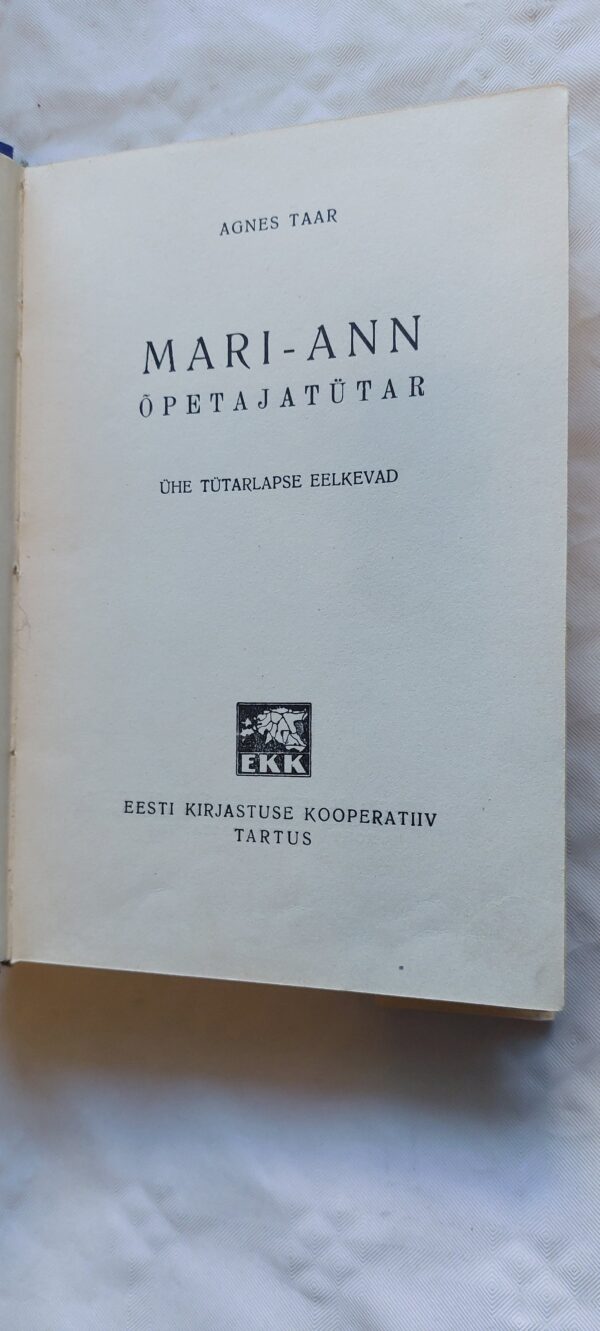 AGNES TAAR
MARI-ANN
ÕPETAJATÜTAR
ÜHE TÜTARLAPSE EELKEVAD
EKK
EESTI KIRJASTUSE KOOPERATIIV
TARTUS